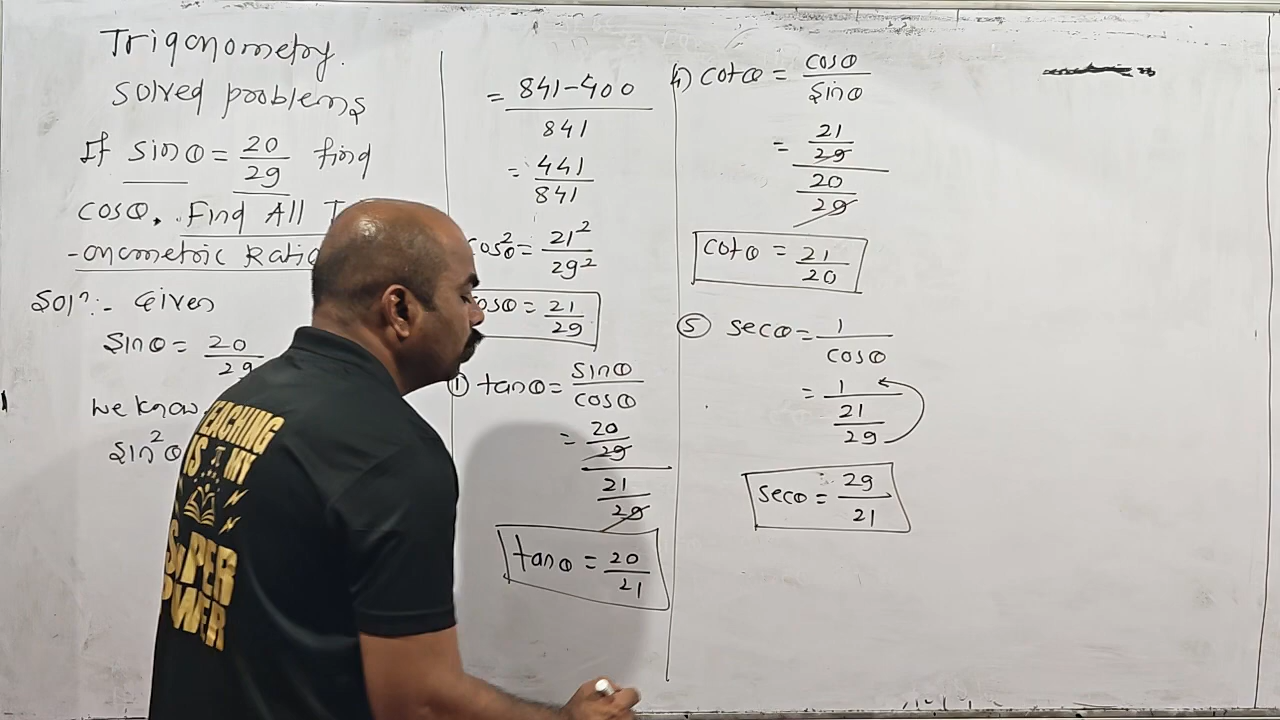 Trigonometry.
solved problems
If sinθ = 20/29 find
cosθ. Find All
-onometric
Solⁿ:- Given
sinθ = 20/29
we know
sin²θ
= 841-400/841
= 441/841
cos²θ = 21²/29²
cosθ = 21/29
① tanθ = sinθ/cosθ
= 20/29 / 21/29
tanθ = 20/21
4) cotθ = cosθ/sinθ
= 21/29 / 20/29
cotθ = 21/20
⑤ secθ = 1/cosθ
= 1 / 21/29
secθ = 29/21
TEACHING
IS MY
SUPER
POWER